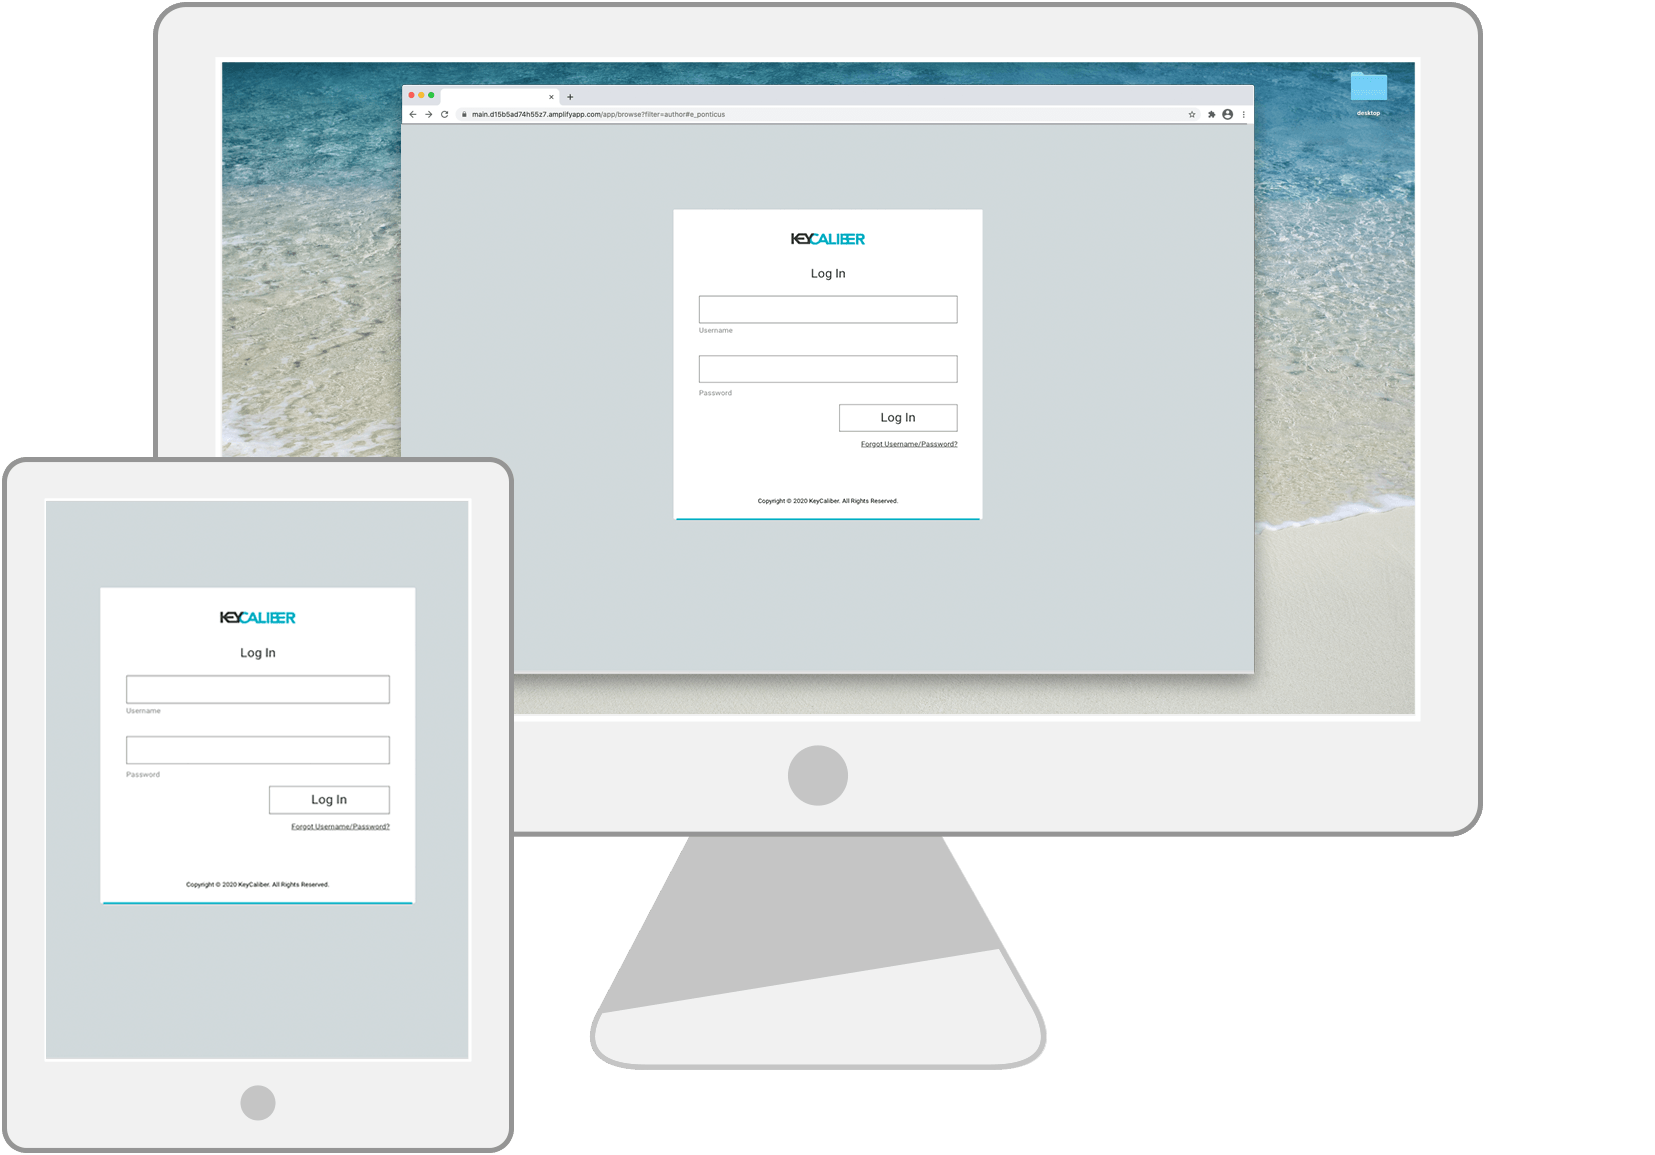 main.d15b5ad74h55z7.amplifyapp.com/app/browse?filter=author#e_ponticus
desktop
KEYCALIBER
Log In
Username
Password
Log In
Forgot Username/Password?
Copyright © 2020 KeyCaliber. All Rights Reserved.
KEYCALIBER
Log In
Username
Password
Log In
Forgot Username/Password?
Copyright © 2020 KeyCaliber. All Rights Reserved.